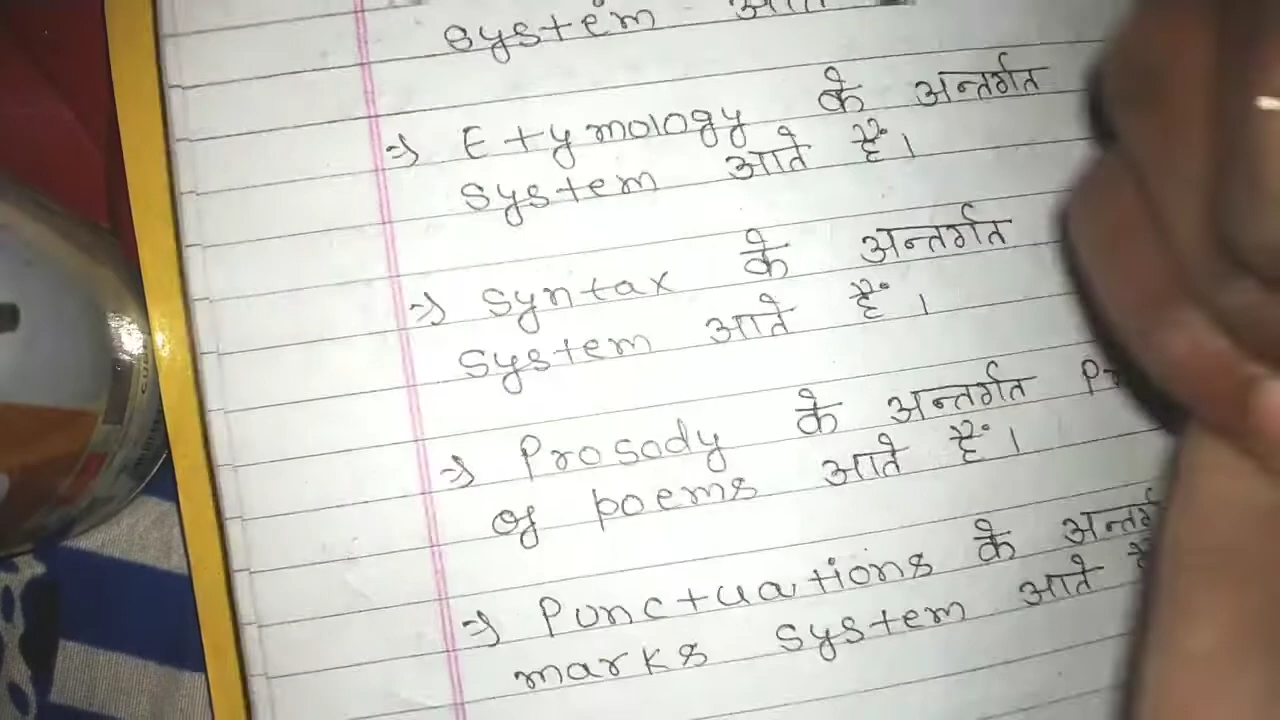 system
=> Etymology के अन्तर्गत
system आते हैं।
=> Syntax के अन्तर्गत
system आते हैं।
=> Prosody के अन्तर्गत
of poems आते हैं।
=> Punctuations के
marks system आते